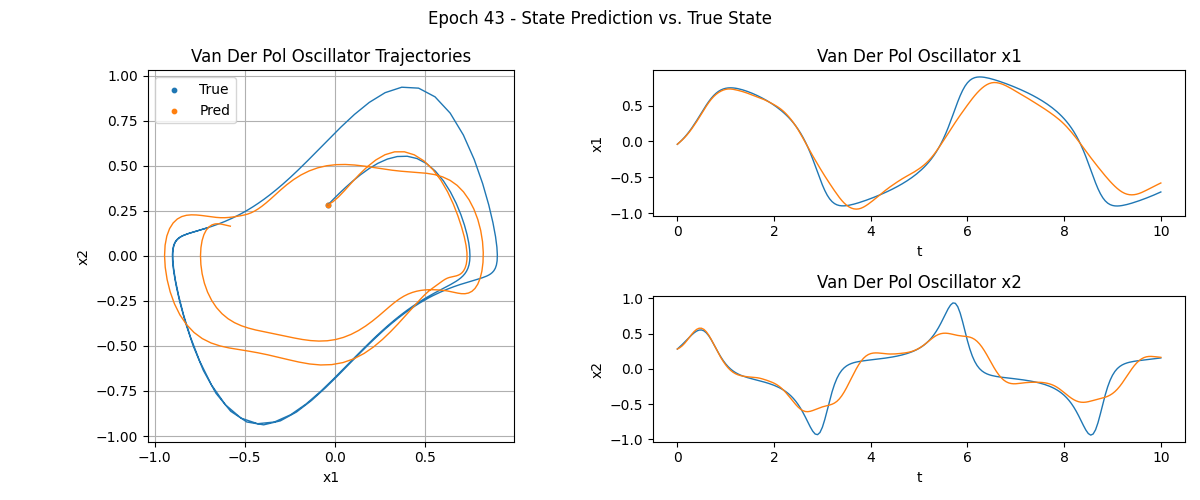 Epoch 43 - State Prediction vs. True State
Van Der Pol Oscillator Trajectories
True
Pred
1.00
0.75
0.50
0.25
0.00
−0.25
−0.50
−0.75
−1.00
x2
−1.0 −0.5 0.0 0.5
x1
Van Der Pol Oscillator x1
0.5
0.0
−0.5
−1.0
x1
0 2 4 6 8 10
t
Van Der Pol Oscillator x2
1.0
0.5
0.0
−0.5
−1.0
x2
0 2 4 6 8 10
t